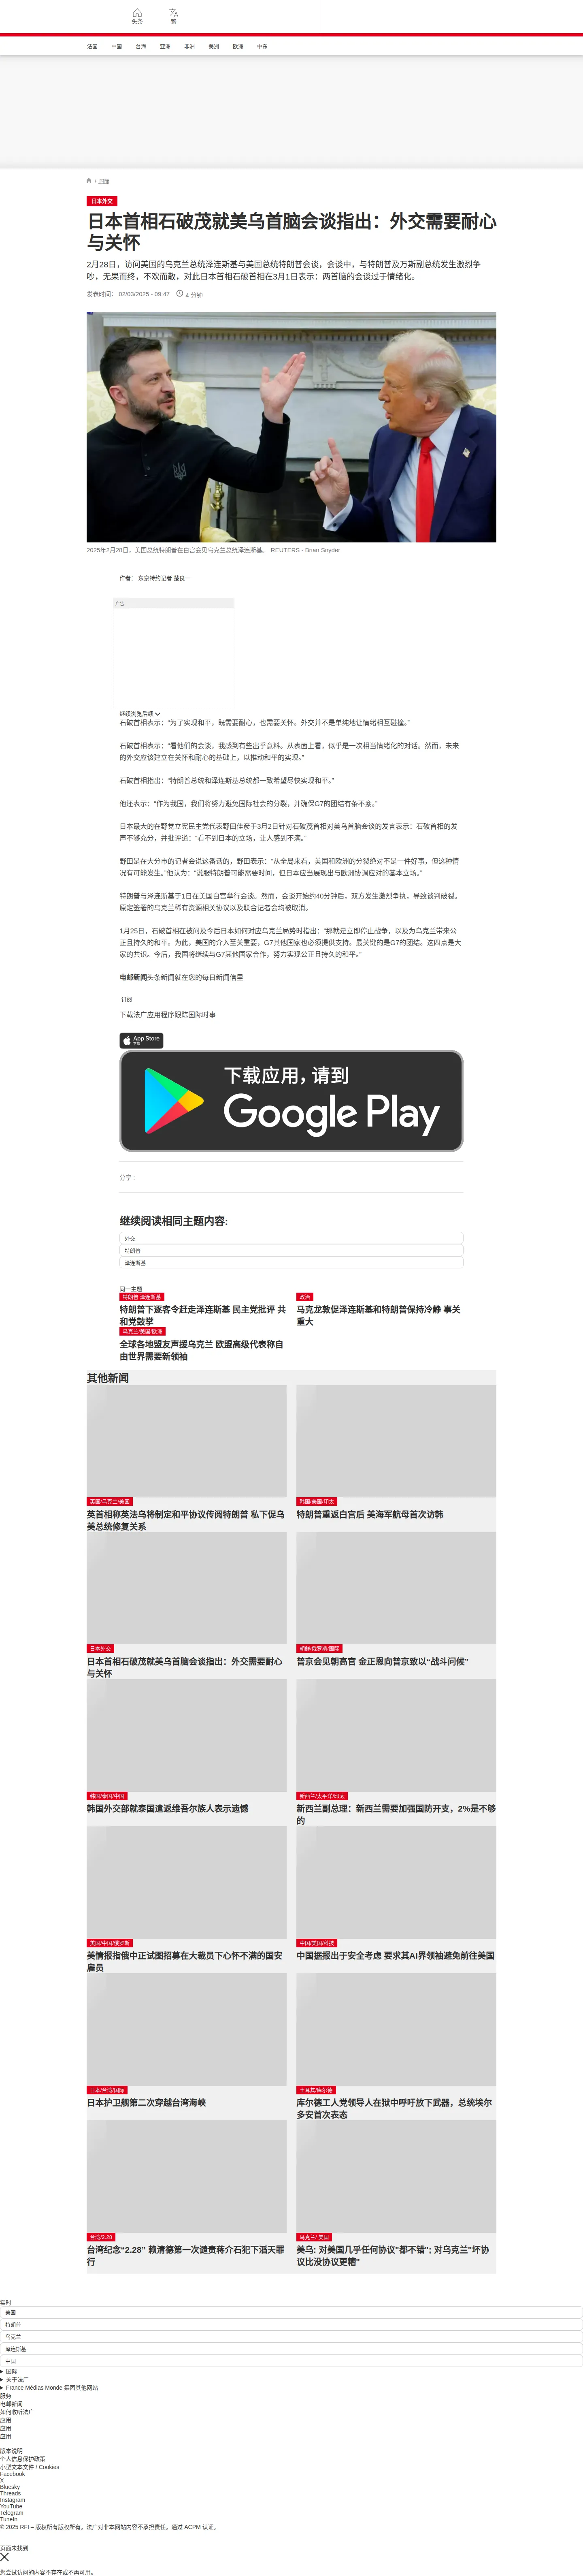 头条
繁
法国
中国
台海
亚洲
非洲
美洲
欧洲
中东
/ 国际
日本外交
日本首相石破茂就美乌首脑会谈指出：外交需要耐心
与关怀
2月28日，访问美国的乌克兰总统泽连斯基与美国总统特朗普会谈，会谈中，与特朗普及万斯副总统发生激烈争
吵，无果而终，不欢而散，对此日本首相石破首相在3月1日表示：两首脑的会谈过于情绪化。
发表时间： 02/03/2025 - 09:47
4 分钟
2025年2月28日，美国总统特朗普在白宫会见乌克兰总统泽连斯基。 REUTERS - Brian Snyder
作者： 东京特约记者 楚良一
广告
继续浏览后续
石破首相表示：“为了实现和平，既需要耐心，也需要关怀。外交并不是单纯地让情绪相互碰撞。”
石破首相表示：“看他们的会谈，我感到有些出乎意料。从表面上看，似乎是一次相当情绪化的对话。然而，未来
的外交应该建立在关怀和耐心的基础上，以推动和平的实现。”
石破首相指出：“特朗普总统和泽连斯基总统都一致希望尽快实现和平。”
他还表示：“作为我国，我们将努力避免国际社会的分裂，并确保G7的团结有条不紊。”
日本最大的在野党立宪民主党代表野田佳彦于3月2日针对石破茂首相对美乌首脑会谈的发言表示：石破首相的发
声不够充分，并批评道：“看不到日本的立场，让人感到不满。”
野田是在大分市的记者会说这番话的，野田表示：“从全局来看，美国和欧洲的分裂绝对不是一件好事，但这种情
况有可能发生。”他认为：“说服特朗普可能需要时间，但日本应当展现出与欧洲协调应对的基本立场。”
特朗普与泽连斯基于1日在美国白宫举行会谈。然而，会谈开始约40分钟后，双方发生激烈争执，导致谈判破裂。
原定签署的乌克兰稀有资源相关协议以及联合记者会均被取消。
1月25日，石破首相在被问及今后日本如何对应乌克兰局势时指出：“那就是立即停止战争，以及为乌克兰带来公
正且持久的和平。为此，美国的介入至关重要，G7其他国家也必须提供支持。最关键的是G7的团结。这四点是大
家的共识。今后，我国将继续与G7其他国家合作，努力实现公正且持久的和平。”
电邮新闻头条新闻就在您的每日新闻信里
订阅
下载法广应用程序跟踪国际时事
App Store
下载
下载应用，请到
Google Play
分享 :
继续阅读相同主题内容:
外交
特朗普
泽连斯基
同一主题
特朗普 泽连斯基
特朗普下逐客令赶走泽连斯基 民主党批评 共
和党鼓掌
政治
马克龙敦促泽连斯基和特朗普保持冷静 事关
重大
乌克兰/美国/欧洲
全球各地盟友声援乌克兰 欧盟高级代表称自
由世界需要新领袖
其他新闻
英国/乌克兰/美国
英首相称英法乌将制定和平协议传阅特朗普 私下促乌
美总统修复关系
韩国/美国/印太
特朗普重返白宫后 美海军航母首次访韩
日本外交
日本首相石破茂就美乌首脑会谈指出：外交需要耐心
与关怀
朝鲜/俄罗斯/国际
普京会见朝高官 金正恩向普京致以“战斗问候”
韩国/泰国/中国
韩国外交部就泰国遣返维吾尔族人表示遗憾
新西兰/太平洋/印太
新西兰副总理：新西兰需要加强国防开支，2%是不够
的
美国/中国/俄罗斯
美情报指俄中正试图招募在大裁员下心怀不满的国安
雇员
中国/美国/科技
中国据报出于安全考虑 要求其AI界领袖避免前往美国
日本/台湾/国际
日本护卫舰第二次穿越台湾海峡
土耳其/库尔德
库尔德工人党领导人在狱中呼吁放下武器，总统埃尔
多安首次表态
台湾/2.28
台湾纪念“2.28” 赖清德第一次谴责蒋介石犯下滔天罪
行
乌克兰/ 美国
美乌: 对美国几乎任何协议"都不错"; 对乌克兰"坏协
议比没协议更糟"
实时
美国
特朗普
乌克兰
泽连斯基
中国
国际
关于法广
France Médias Monde 集团其他网站
服务
电邮新闻
如何收听法广
应用
应用
应用
版本说明
个人信息保护政策
小型文本文件 / Cookies
Facebook
X
Bluesky
Threads
Instagram
YouTube
Telegram
TuneIn
© 2025 RFI – 版权所有版权所有。法广对非本网站内容不承担责任。通过 ACPM 认证。
页面未找到
您尝试访问的内容不存在或不再可用。